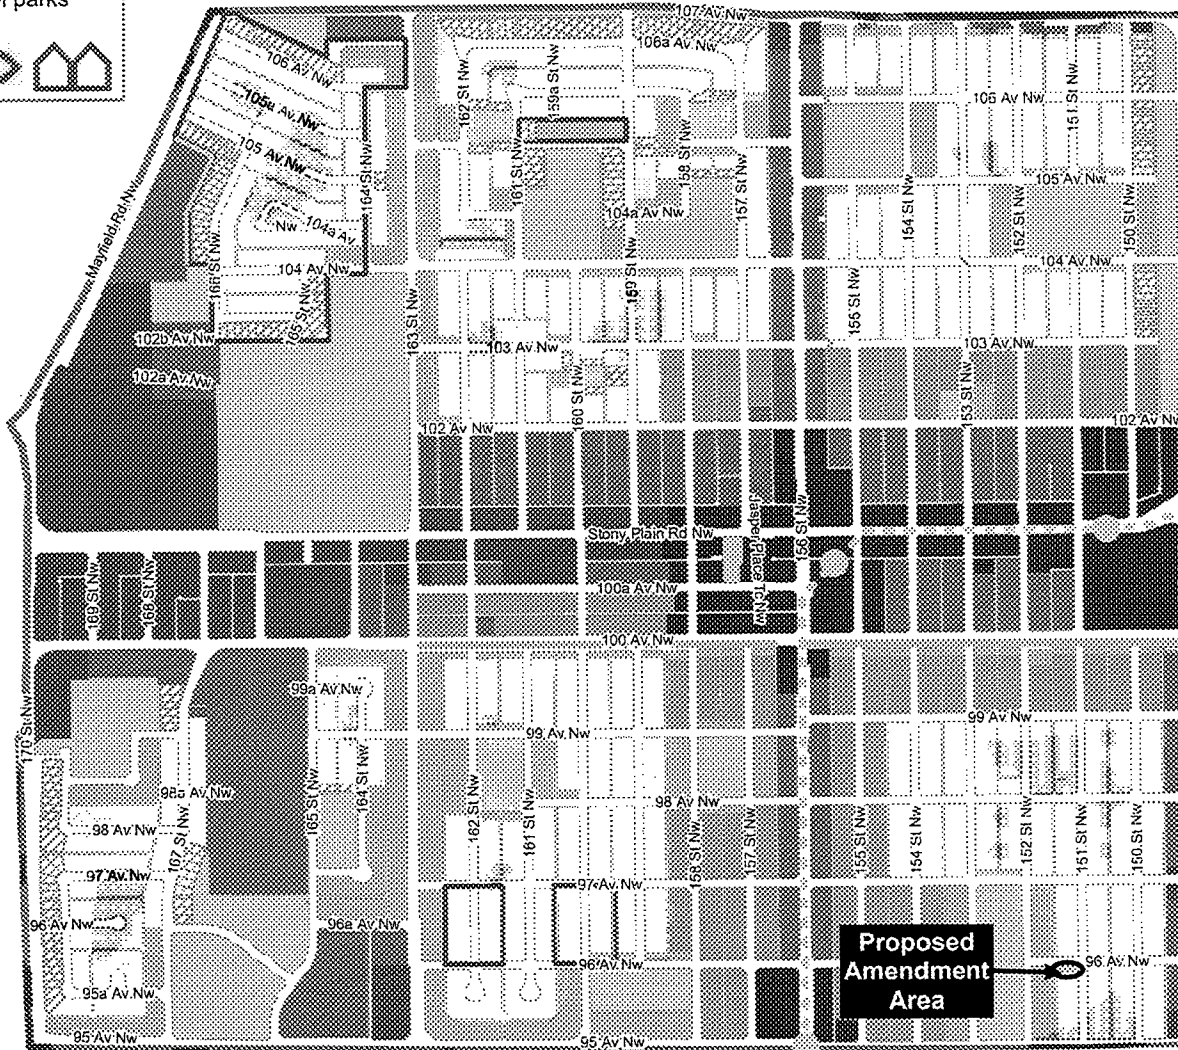 parks
107 Av Nw
106a Av Nw
106 Av Nw
105a Av Nw
105 Av Nw
104a Av
Nw
104 Av Nw
102b Av Nw
102a Av Nw
Mayfield Rd Nw
166 St Nw
165 St Nw
164 St Nw
163 St Nw
162 St Nw
161 St Nw
159a St Nw
159 St Nw
158 St Nw
157 St Nw
104a Av Nw
160 St Nw
103 Av Nw
102 Av Nw
106 Av Nw
105 Av Nw
104 Av Nw
103 Av Nw
102 Av Nw
155 St Nw
154 St Nw
153 St Nw
152 St Nw
151 St Nw
150 St Nw
156 St Nw
Jasper Place Tc Nw
Stony Plain Rd Nw
100a Av Nw
100 Av Nw
169 St Nw
168 St Nw
170 St Nw
99a Av Nw
99 Av Nw
99 Av Nw
98a Av Nw
98 Av Nw
98 Av Nw
97 Av Nw
97 Av Nw
96 Av Nw
96a Av Nw
96 Av Nw
95a Av Nw
95 Av Nw
95 Av Nw
167 St Nw
165 St Nw
164 St Nw
162 St Nw
161 St Nw
158 St Nw
157 St Nw
155 St Nw
154 St Nw
152 St Nw
151 St Nw
150 St Nw
Proposed
Amendment
Area
96 Av Nw